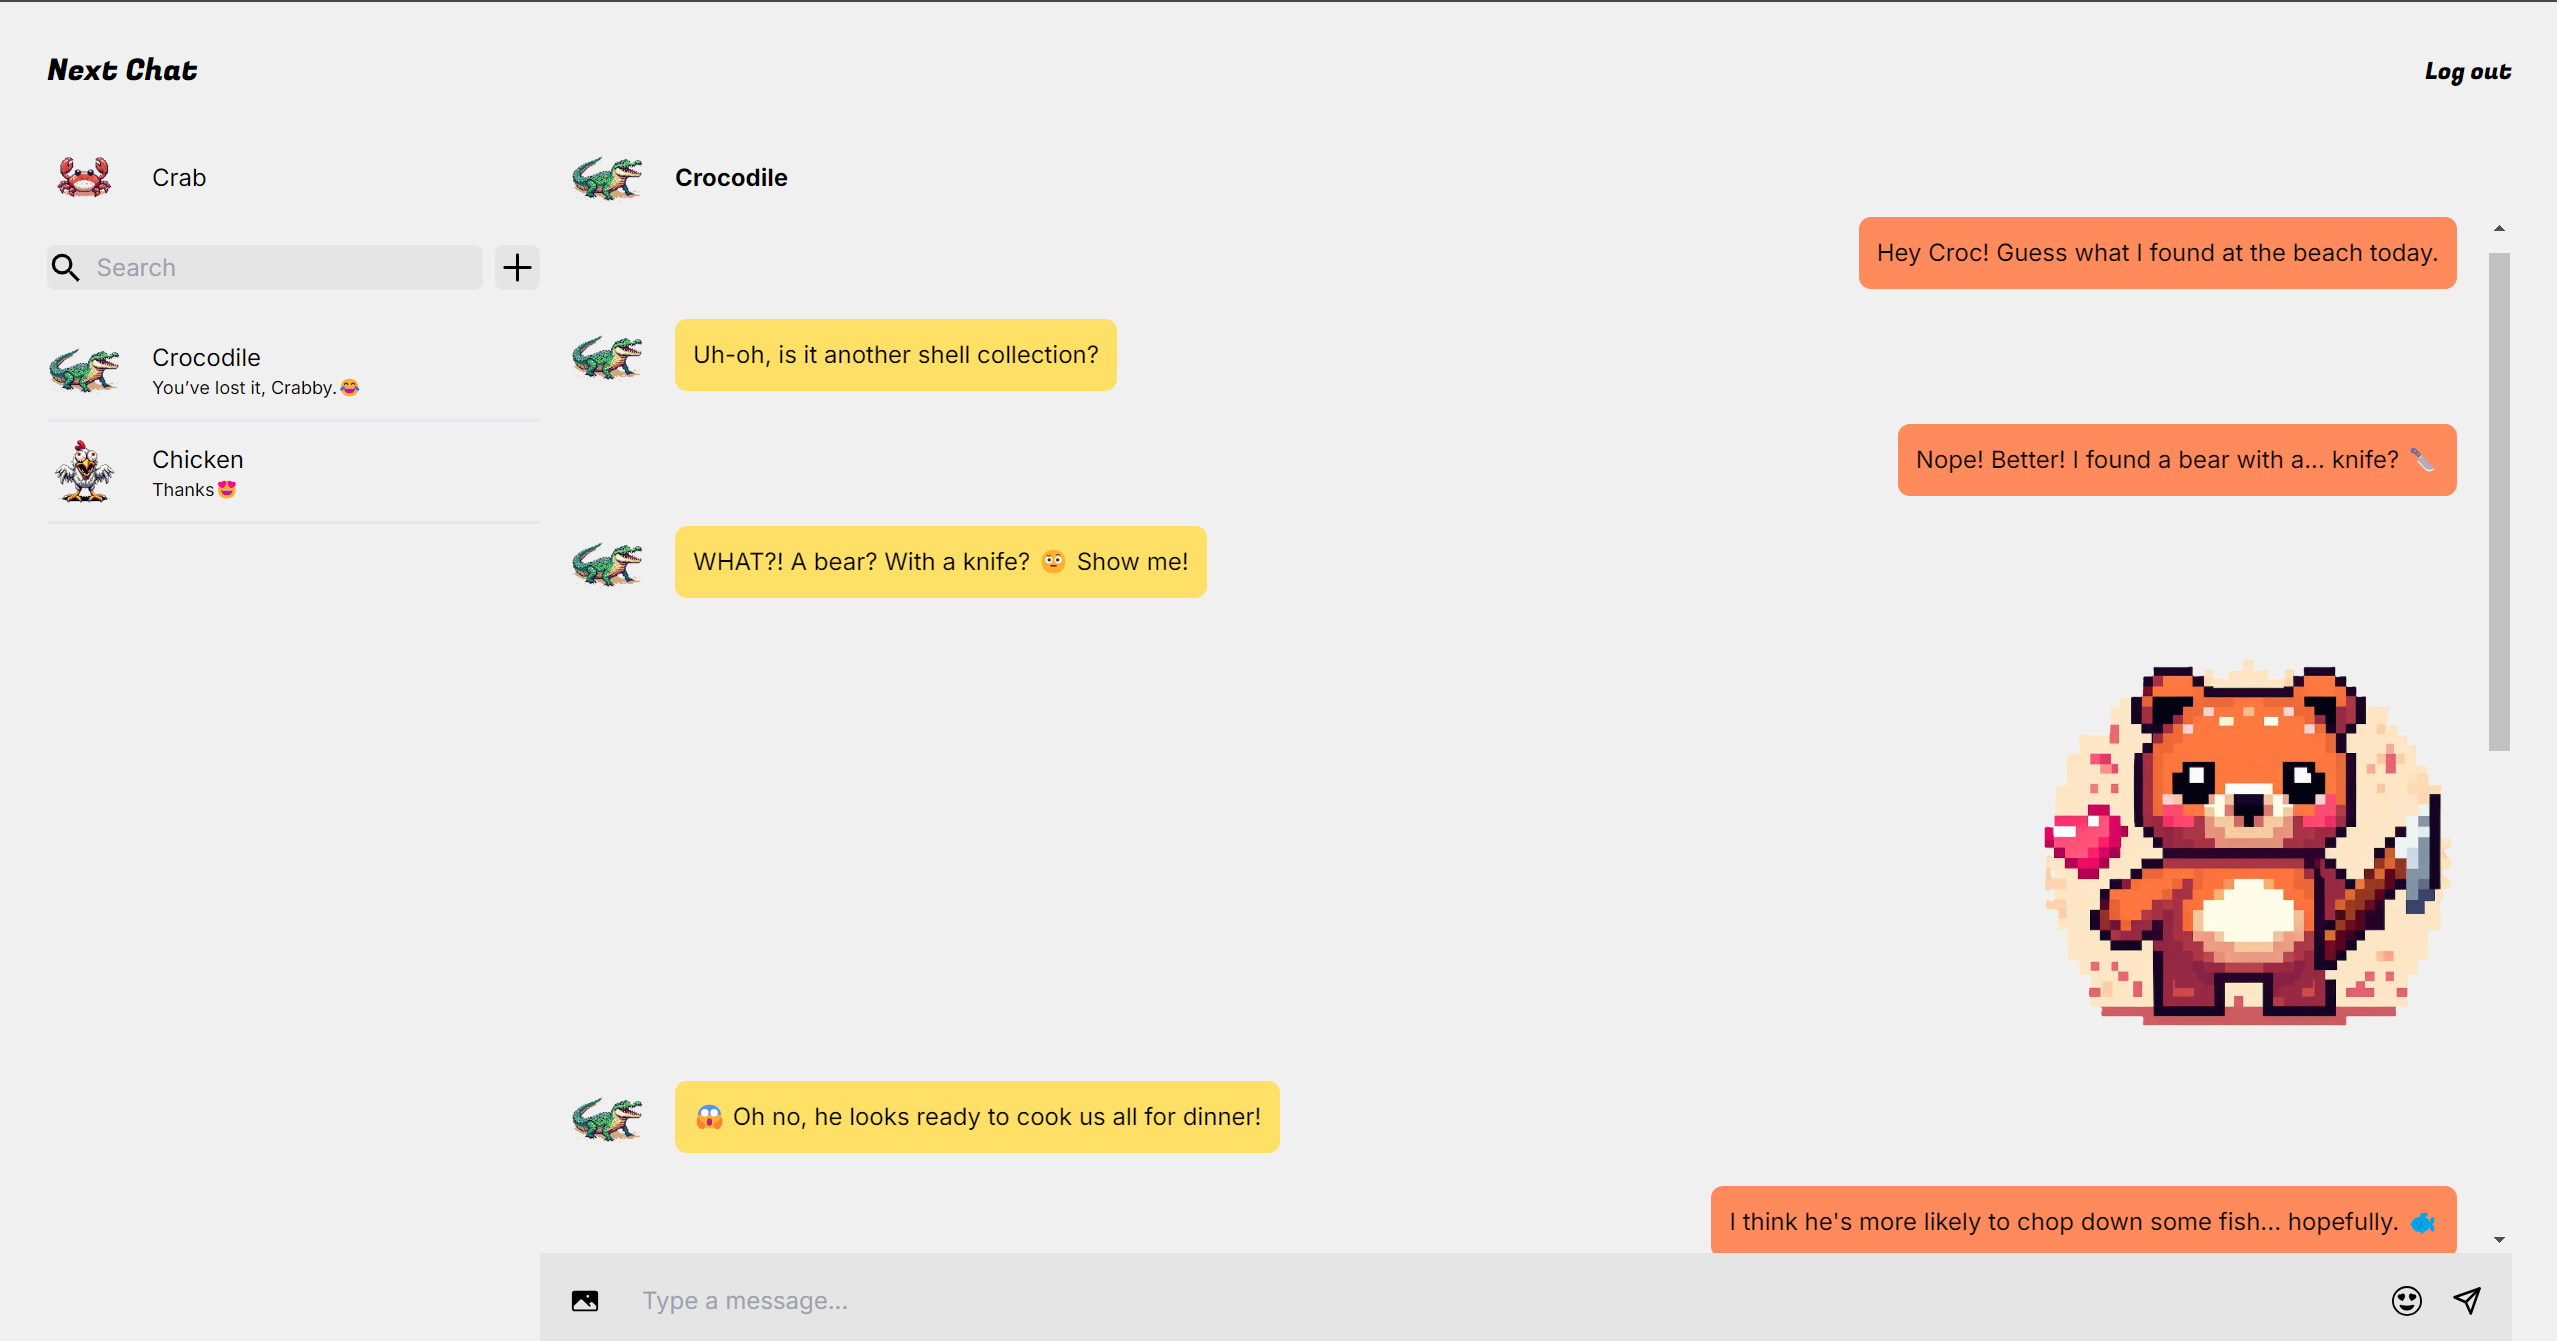 Next Chat
Log out
Crab
Search
Crocodile
You’ve lost it, Crabby.😂
Chicken
Thanks😍
Crocodile
Hey Croc! Guess what I found at the beach today.
Uh-oh, is it another shell collection?
Nope! Better! I found a bear with a... knife? 🔪
WHAT?! A bear? With a knife? 😳 Show me!
😱 Oh no, he looks ready to cook us all for dinner!
I think he's more likely to chop down some fish... hopefully. 🐟
Type a message...